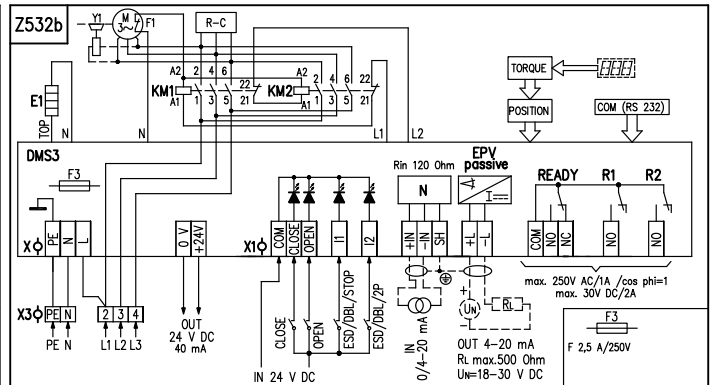 Z532b
Y1
M
3~
F1
R-C
A2
2 4 6
22
A2
2 4 6
22
KM1
KM2
A1
1 3 5
21
A1
1 3 5
21
E1
TOP
N
N
L1
L2
TORQUE
POSITION
COM (RS 232)
DMS3
F3
Rin 120 Ohm
N
EPV
passive
I
READY
R1
R2
X
PE
N
L
0 V
+24V
X1
COM
CLOSE
OPEN
I1
I2
+IN
-IN
SH
+L
-L
COM
NO
NC
NO
NO
max. 250V AC/1A /cos phi=1
max. 30V DC/2A
X3
PE N
2 3 4
PE N
L1 L2 L3
OUT
24 V DC
40 mA
CLOSE
OPEN
ESD/DBL/STOP
ESD/DBL/2P
IN 24 V DC
IN
0/4-20 mA
+
UN
-
RL
OUT 4-20 mA
RL max.500 Ohm
UN=18-30 V DC
F3
F 2,5 A/250V